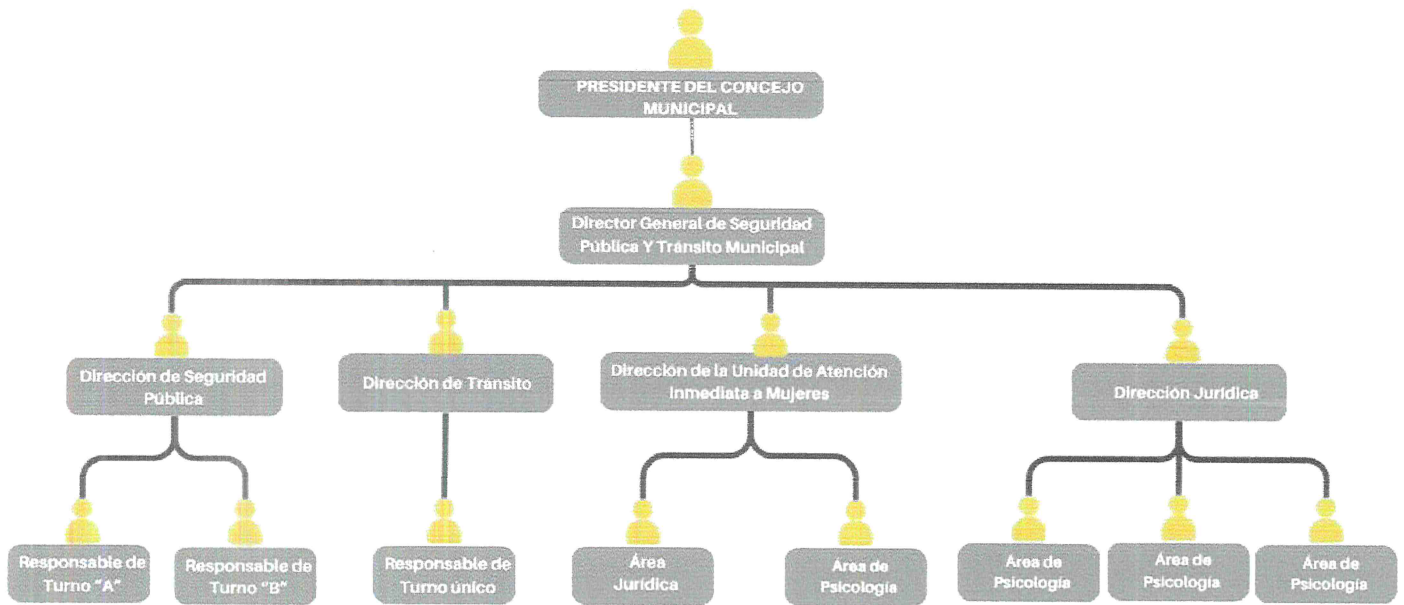 PRESIDENTE DEL CONCEJO
MUNICIPAL
Director General de Seguridad
Pública Y Tránsito Municipal
Dirección de Seguridad
Pública
Dirección de Tránsito
Dirección de la Unidad de Atención
Inmediata a Mujeres
Dirección Jurídica
Responsable de
Turno "A"
Responsable de
Turno "B"
Responsable de
Turno único
Área
Jurídica
Área de
Psicología
Área de
Psicología
Área de
Psicología
Área de
Psicología